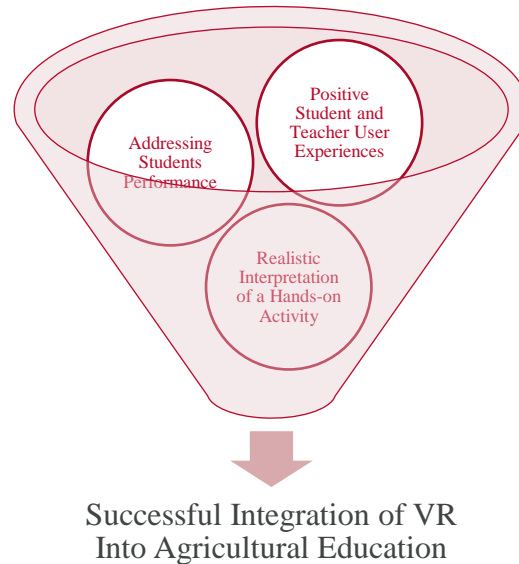 Positive
Student and
Teacher User
Experiences
Addressing
Students
Performance
Realistic
Interpretation
of a Hands-on
Activity
Successful Integration of VR
Into Agricultural Education